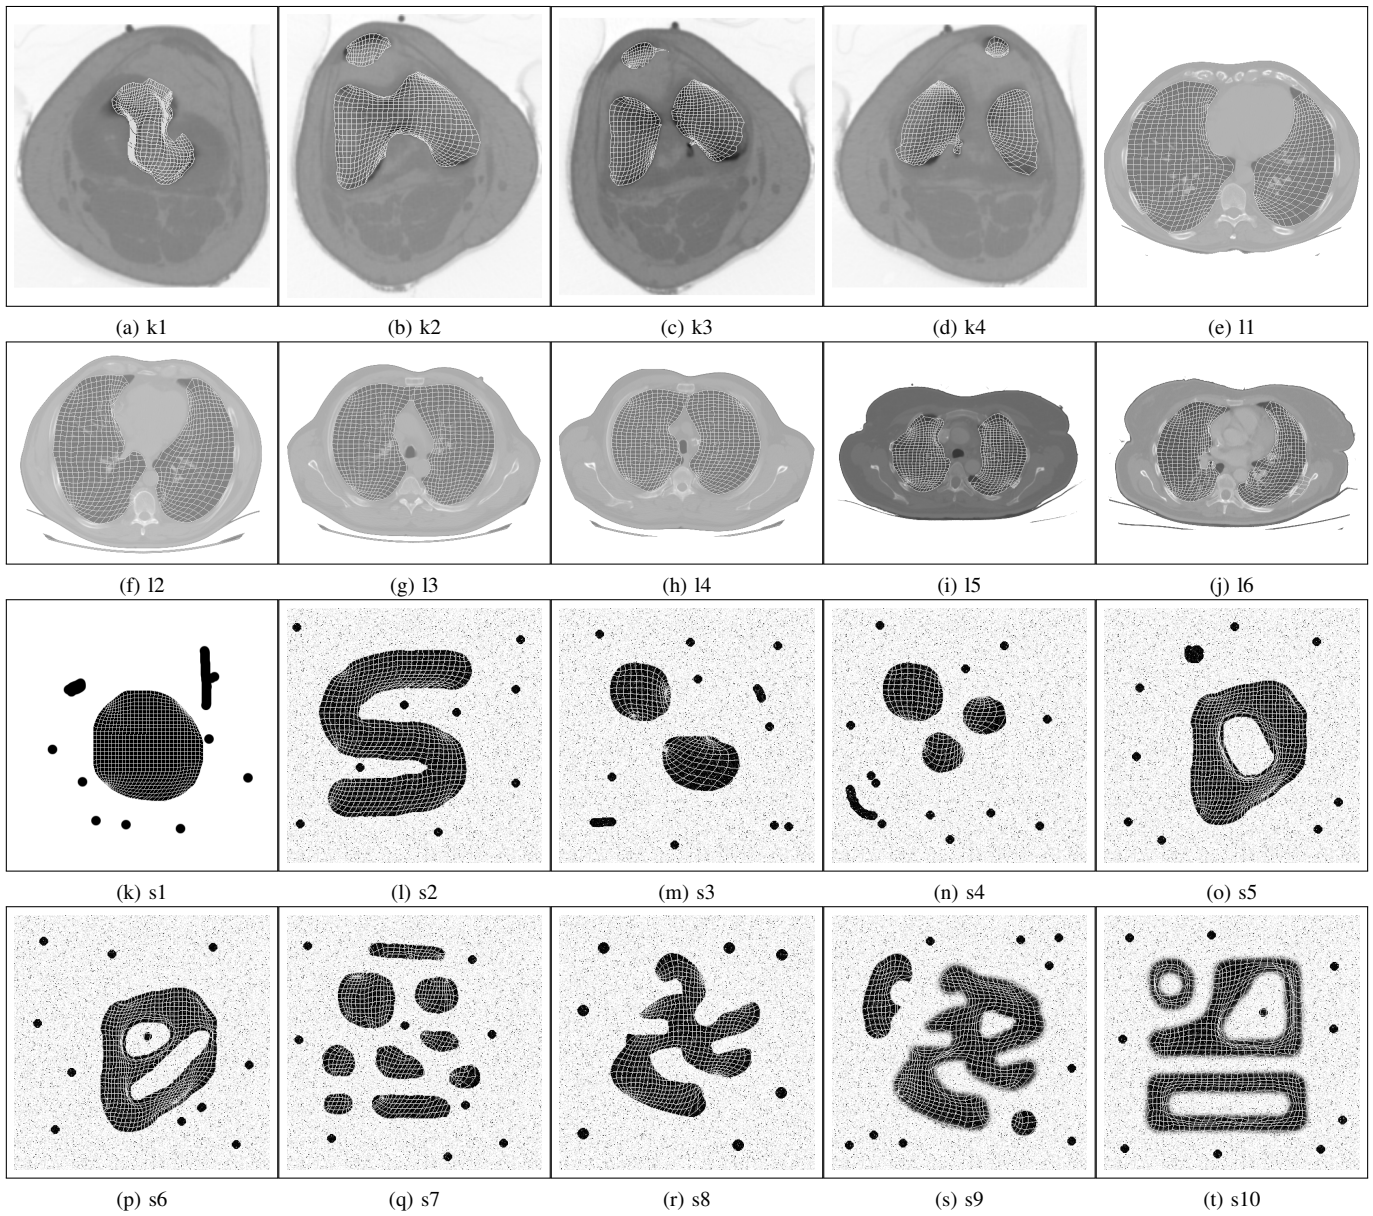 (a) k1 (b) k2 (c) k3 (d) k4 (e) l1
(f) l2 (g) l3 (h) l4 (i) l5 (j) l6
(k) s1 (l) s2 (m) s3 (n) s4 (o) s5
(p) s6 (q) s7 (r) s8 (s) s9 (t) s10